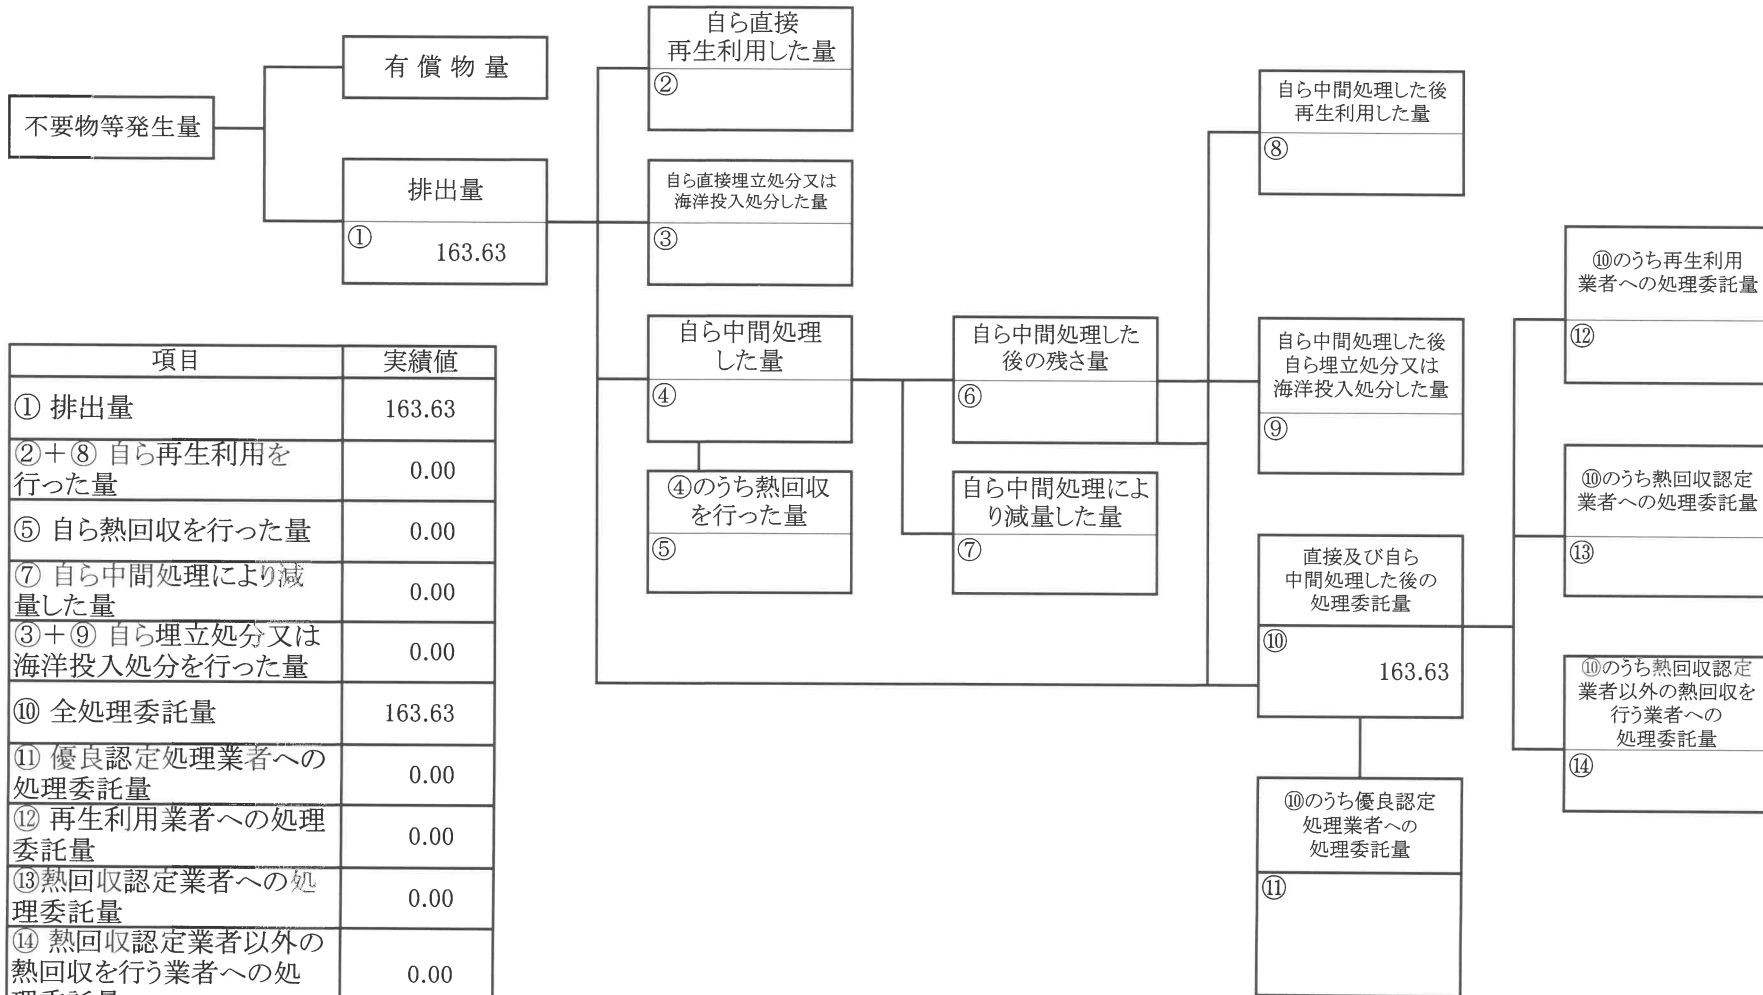 不要物等発生量
有償物量
排出量
①
163.63
自ら直接
再生利用した量
②
自ら直接埋立処分又は
海洋投入処分した量
③
自ら中間処理
した量
④
④のうち熱回収
を行った量
⑤
自ら中間処理した
後の残さ量
⑥
自ら中間処理によ
り減量した量
⑦
自ら中間処理した後
再生利用した量
⑧
自ら中間処理した後
自ら埋立処分又は
海洋投入処分した量
⑨
直接及び自ら
中間処理した後の
処理委託量
⑩
163.63
⑩のうち優良認定
処理業者への
処理委託量
⑪
⑩のうち再生利用
業者への処理委託量
⑫
⑩のうち熱回収認定
業者への処理委託量
⑬
⑩のうち熱回収認定
業者以外の熱回収を
行う業者への
処理委託量
⑭
項目 実績値
① 排出量 163.63
②+⑧ 自ら再生利用を
行った量 0.00
⑤ 自ら熱回収を行った量 0.00
⑦ 自ら中間処理により減
量した量 0.00
③+⑨ 自ら埋立処分又は
海洋投入処分を行った量 0.00
⑩ 全処理委託量 163.63
⑪ 優良認定処理業者への
処理委託量 0.00
⑫ 再生利用業者への処理
委託量 0.00
⑬熱回収認定業者への処
理委託量 0.00
⑭ 熱回収認定業者以外の
熱回収を行う業者への処 0.00